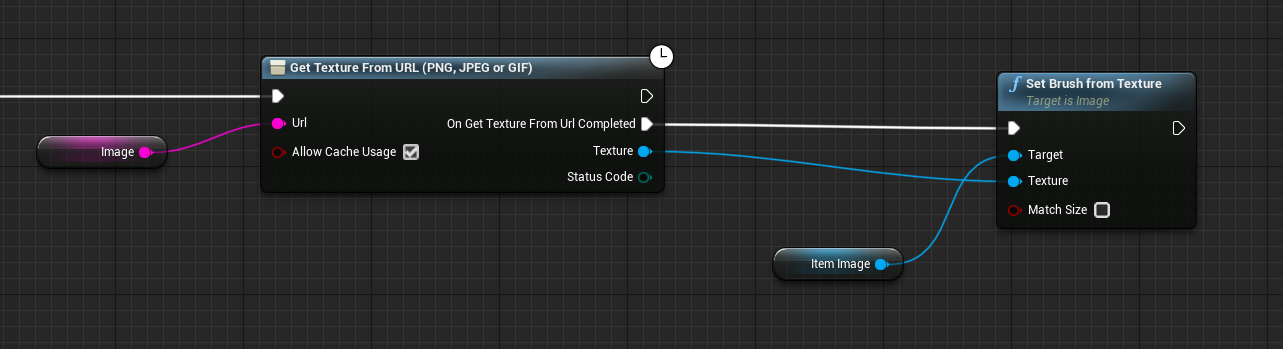 Get Texture From URL (PNG, JPEG or GIF)
Url
On Get Texture From Url Completed
Allow Cache Usage
Texture
Status Code
Image
f Set Brush from Texture
Target is Image
Target
Texture
Match Size
Item Image